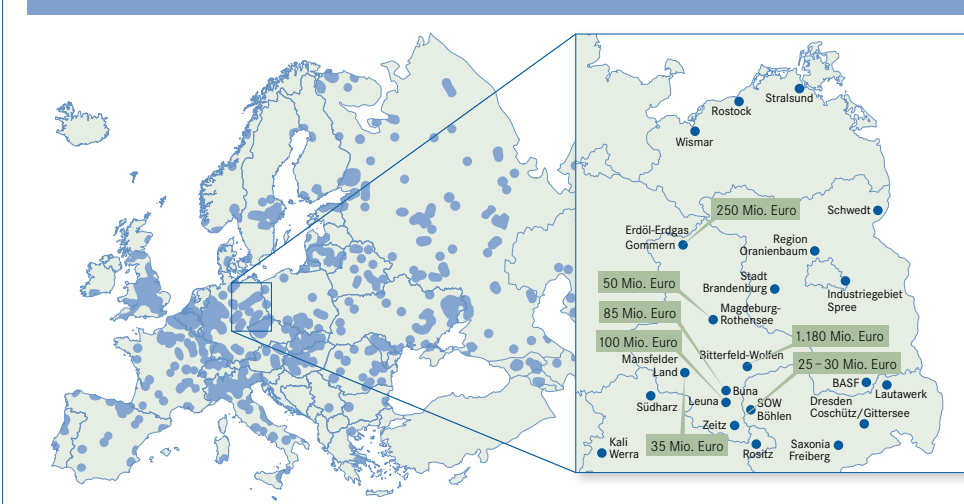 Stralsund
Rostock
Wismar
250 Mio. Euro
Schwedt
Erdöl-Erdgas
Gommern
Region
Oranienbaum
50 Mio. Euro
Stadt
Brandenburg
Industriegebiet
Spree
85 Mio. Euro
Magdeburg-
Rothensee
100 Mio. Euro
1.180 Mio. Euro
Bitterfeld-Wolfen
25–30 Mio. Euro
Mansfelder
Land
BASF
Lautawerk
Buna
Leuna
Südharz
SOW
Böhlen
Dresden
Coschütz/Gittersee
Zeitz
Kali
Werra
35 Mio. Euro
Rositz
Saxonia
Freiberg